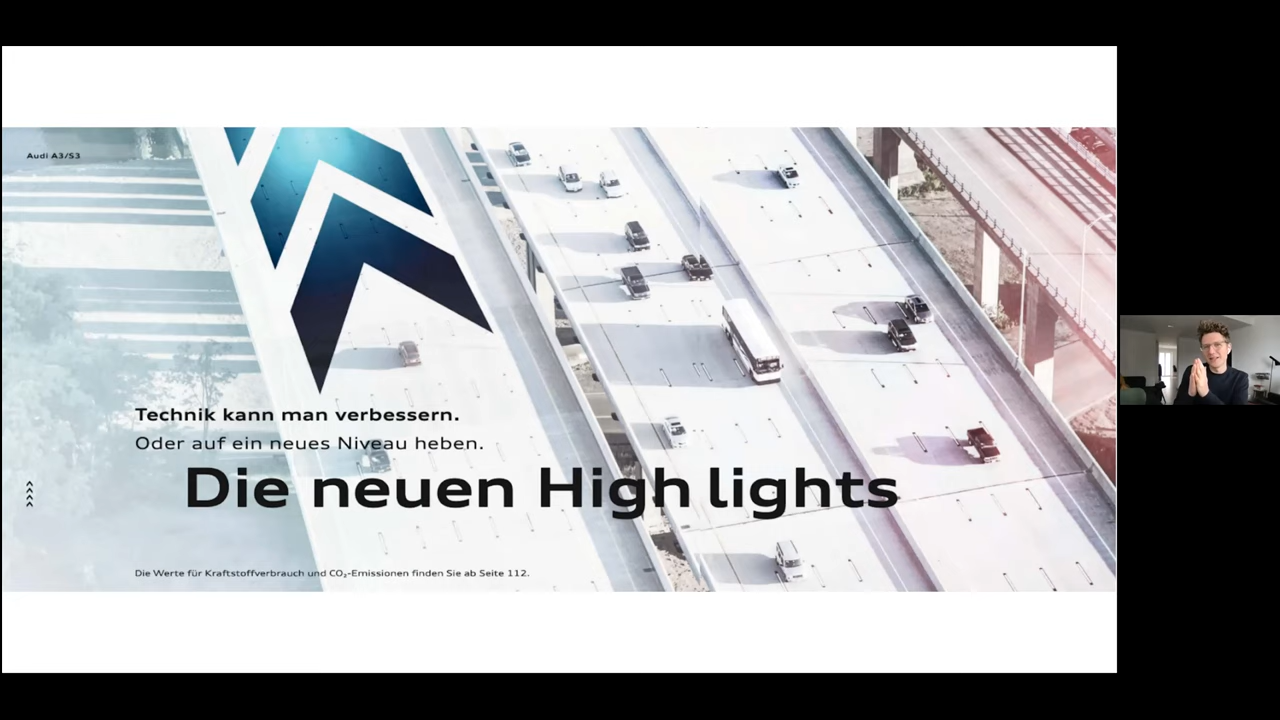 Audi A3/S3
Technik kann man verbessern.
Oder auf ein neues Niveau heben.
Die neuen High lights
Die Werte für Kraftstoffverbrauch und CO₂-Emissionen finden Sie ab Seite 112.